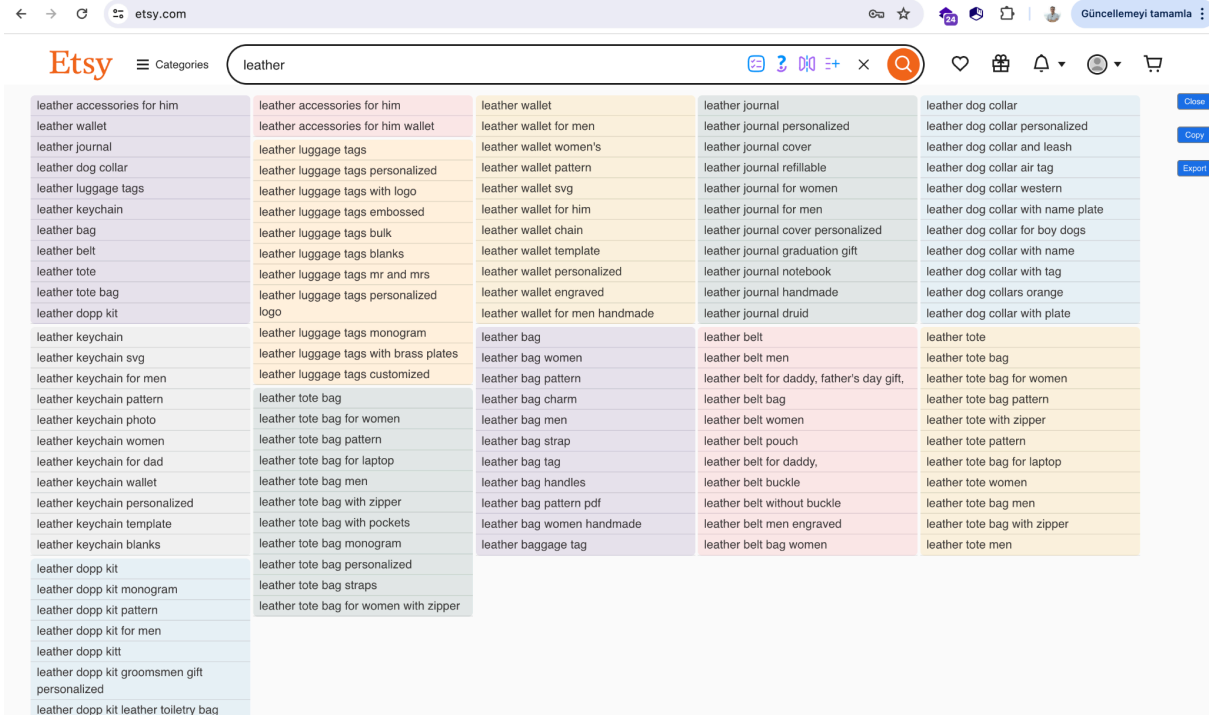 etsy.com
24
Güncellemeyi tamamla
Etsy
Categories
leather
Close
Copy
Export
leather accessories for him
leather wallet
leather journal
leather dog collar
leather luggage tags
leather keychain
leather bag
leather belt
leather tote
leather tote bag
leather dopp kit
leather keychain
leather keychain svg
leather keychain for men
leather keychain pattern
leather keychain photo
leather keychain women
leather keychain for dad
leather keychain wallet
leather keychain personalized
leather keychain template
leather keychain blanks
leather dopp kit
leather dopp kit monogram
leather dopp kit pattern
leather dopp kit for men
leather dopp kitt
leather dopp kit groomsmen gift
personalized
leather dopp kit leather toiletry bag
leather accessories for him
leather accessories for him wallet
leather luggage tags
leather luggage tags personalized
leather luggage tags with logo
leather luggage tags embossed
leather luggage tags bulk
leather luggage tags blanks
leather luggage tags mr and mrs
leather luggage tags personalized
logo
leather luggage tags monogram
leather luggage tags with brass plates
leather luggage tags customized
leather tote bag
leather tote bag for women
leather tote bag pattern
leather tote bag for laptop
leather tote bag men
leather tote bag with zipper
leather tote bag with pockets
leather tote bag monogram
leather tote bag personalized
leather tote bag straps
leather tote bag for women with zipper
leather wallet
leather wallet for men
leather wallet women's
leather wallet pattern
leather wallet svg
leather wallet for him
leather wallet chain
leather wallet template
leather wallet personalized
leather wallet engraved
leather wallet for men handmade
leather bag
leather bag women
leather bag pattern
leather bag charm
leather bag men
leather bag strap
leather bag tag
leather bag handles
leather bag pattern pdf
leather bag women handmade
leather baggage tag
leather journal
leather journal personalized
leather journal cover
leather journal refillable
leather journal for women
leather journal for men
leather journal cover personalized
leather journal graduation gift
leather journal notebook
leather journal handmade
leather journal druid
leather belt
leather belt men
leather belt for daddy, father's day gift,
leather belt bag
leather belt women
leather belt pouch
leather belt for daddy,
leather belt buckle
leather belt without buckle
leather belt men engraved
leather belt bag women
leather dog collar
leather dog collar personalized
leather dog collar and leash
leather dog collar air tag
leather dog collar western
leather dog collar with name plate
leather dog collar for boy dogs
leather dog collar with name
leather dog collar with tag
leather dog collars orange
leather dog collar with plate
leather tote
leather tote bag
leather tote bag for women
leather tote bag pattern
leather tote with zipper
leather tote pattern
leather tote bag for laptop
leather tote women
leather tote bag men
leather tote bag with zipper
leather tote men